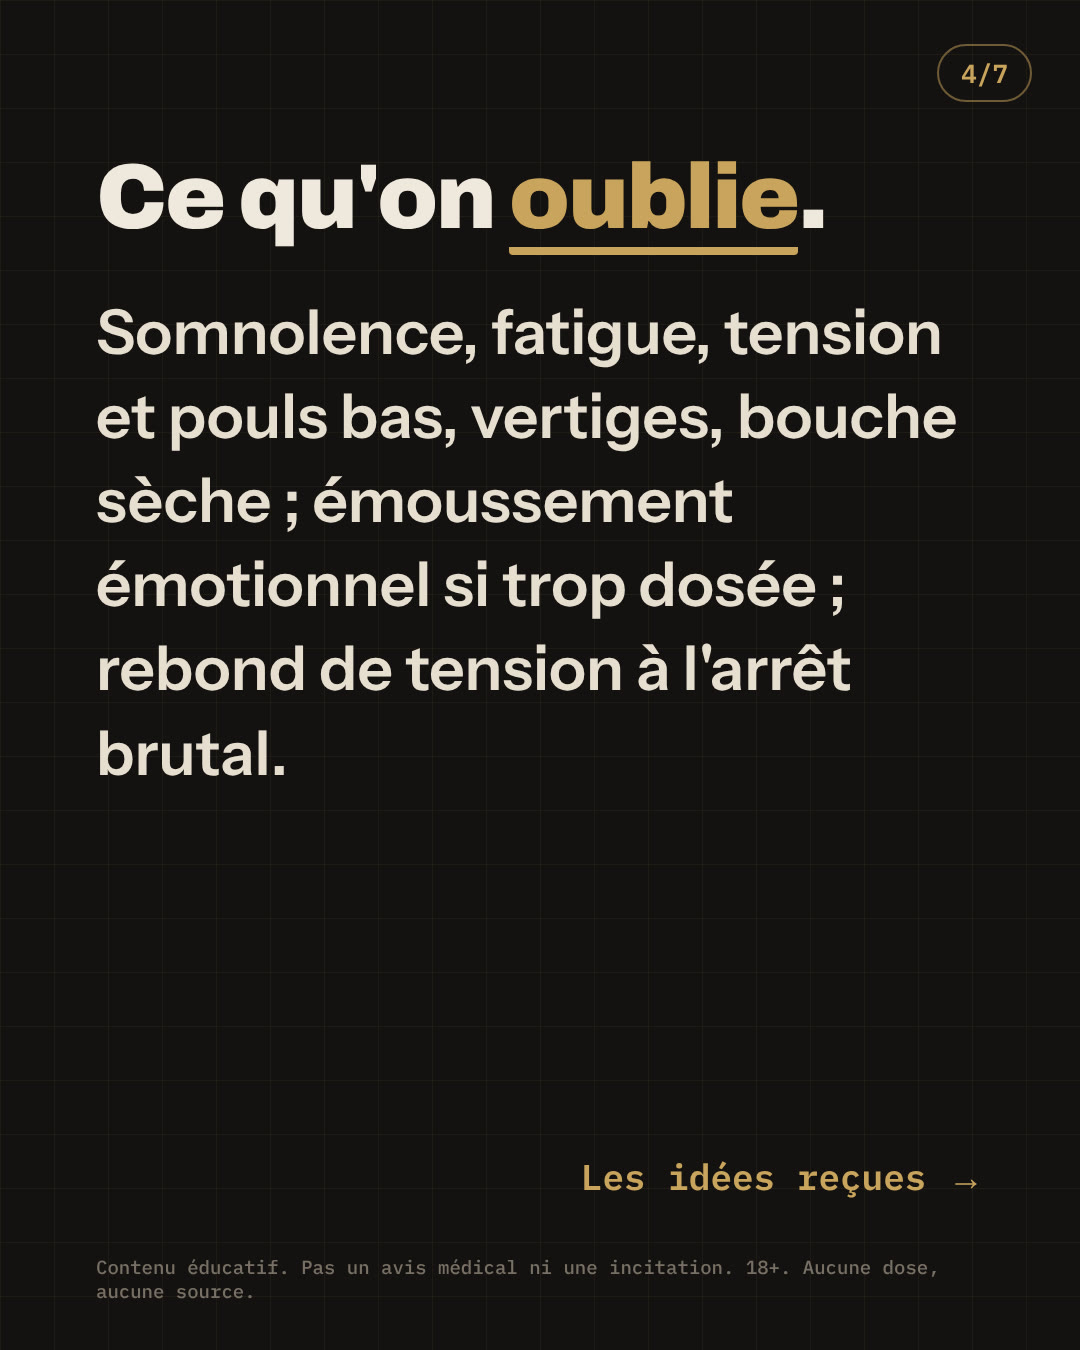 4/7
Ce qu'on oublie.
Somnolence, fatigue, tension
et pouls bas, vertiges, bouche
sèche ; émoussement
émotionnel si trop dosée ;
rebond de tension à l'arrêt
brutal.
Les idées reçues →
Contenu éducatif. Pas un avis médical ni une incitation. 18+. Aucune dose,
aucune source.